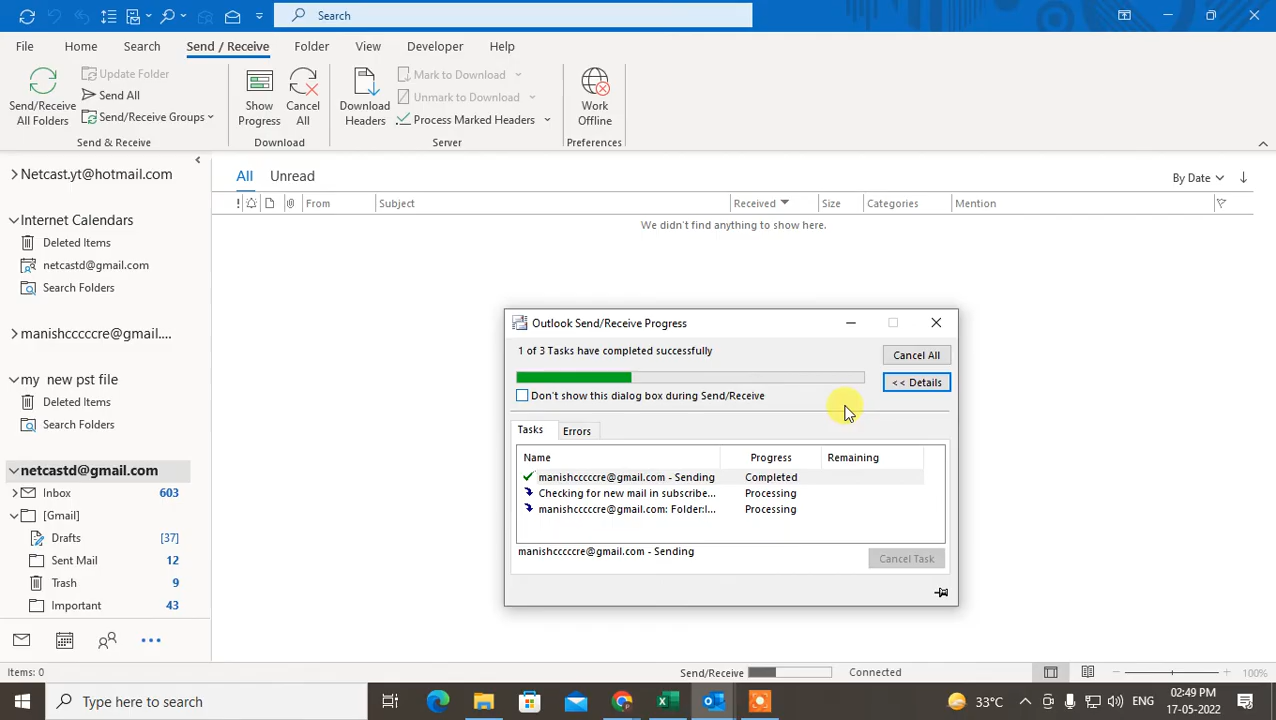 Search
File Home Search Send / Receive Folder View Developer Help
Send/Receive All Folders
Update Folder
Send All
Send/Receive Groups
Send & Receive
Show Progress
Cancel All
Download
Download Headers
Mark to Download
Unmark to Download
Process Marked Headers
Server
Work Offline
Preferences
Netcast.yt@hotmail.com
Internet Calendars
Deleted Items
netcastd@gmail.com
Search Folders
manishcccccre@gmail....
my new pst file
Deleted Items
Search Folders
netcastd@gmail.com
Inbox 603
[Gmail]
Drafts [37]
Sent Mail 12
Trash 9
Important 43
All Unread By Date
! From Subject Received Size Categories Mention
We didn't find anything to show here.
Outlook Send/Receive Progress
1 of 3 Tasks have completed successfully
Cancel All
<< Details
Don't show this dialog box during Send/Receive
Tasks Errors
Name Progress Remaining
manishcccccre@gmail.com - Sending Completed
Checking for new mail in subscribe... Processing
manishcccccre@gmail.com: Folder:I... Processing
manishcccccre@gmail.com - Sending
Cancel Task
Items: 0 Send/Receive Connected 100%
Type here to search
33°C ENG 02:49 PM
17-05-2022